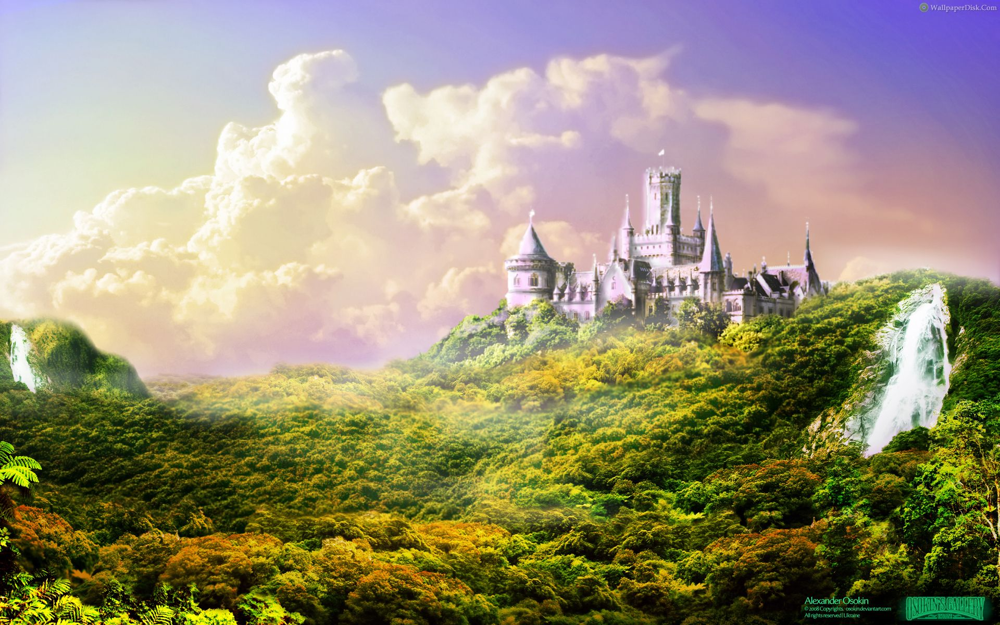 WallpaperDisk.Com
Alexander Osokin
© 2008 Copyrights. osokin.deviantart.com
All rights reserved | Ukraine
OSOKIN'S GALLERY